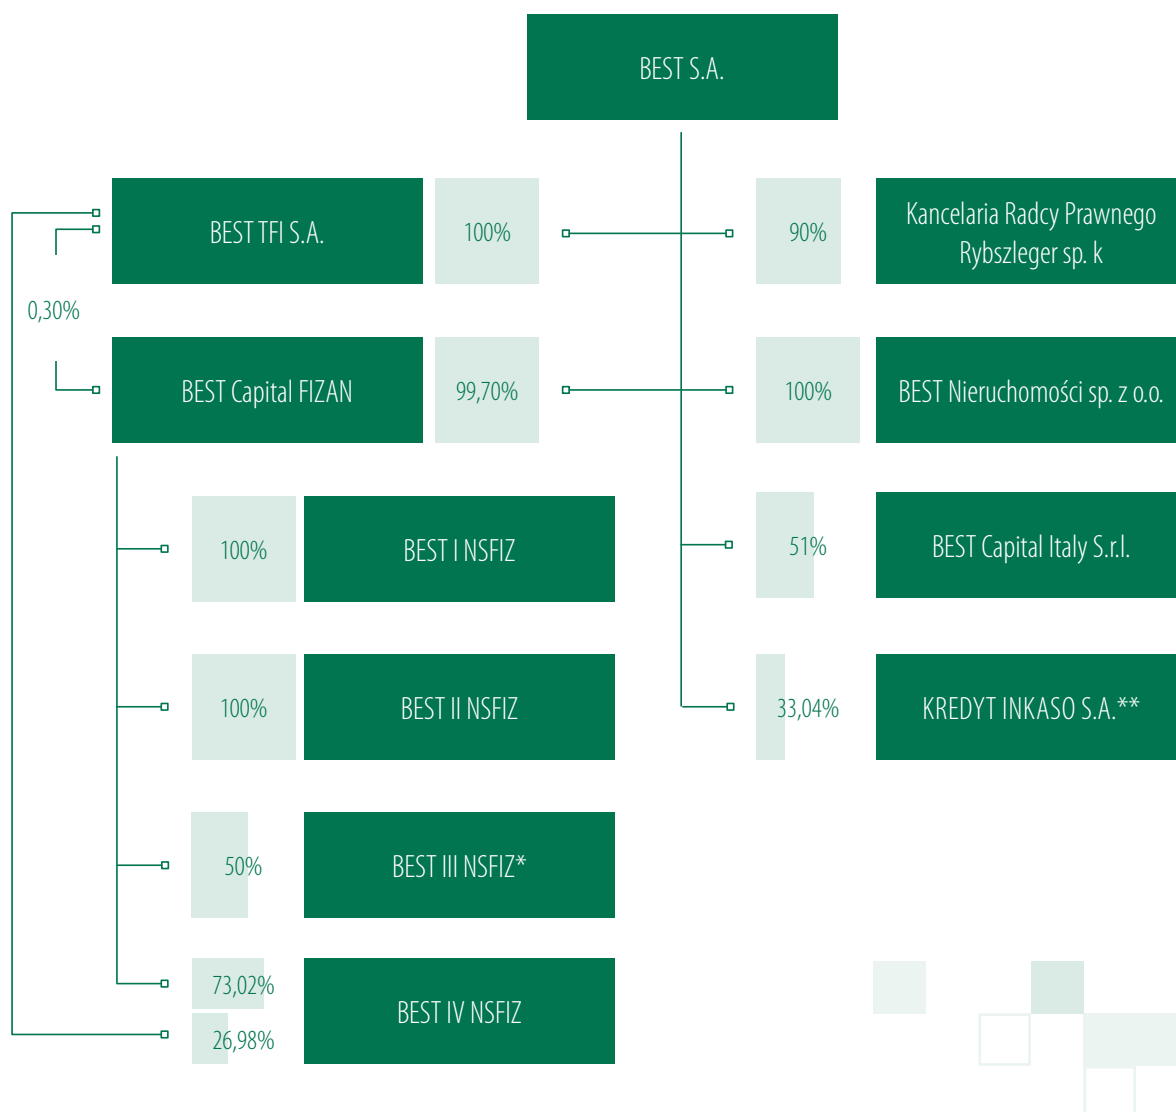 BEST S.A.
BEST TFI S.A.
100%
90%
Kancelaria Radcy Prawnego
Rybszleger sp. k
0,30%
BEST Capital FIZAN
99,70%
100%
BEST Nieruchomości sp. z o.o.
100%
BEST I NSFIZ
51%
BEST Capital Italy S.r.l.
100%
BEST II NSFIZ
33,04%
KREDYT INKASO S.A.**
50%
BEST III NSFIZ*
73,02%
26,98%
BEST IV NSFIZ